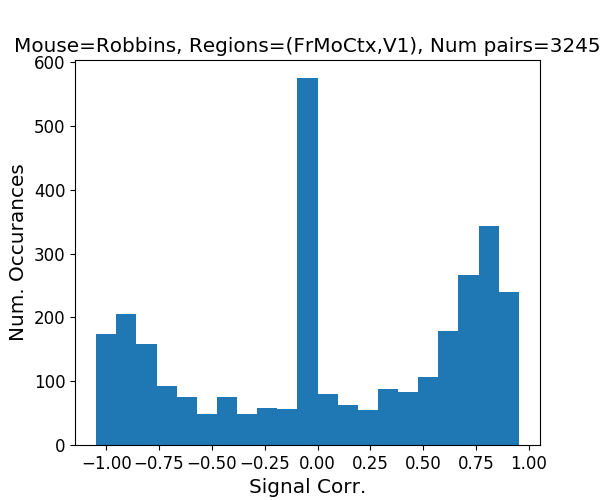 Mouse=Robbins, Regions=(FrMoCtx,V1), Num pairs=3245
600
500
400
300
200
100
0
Num. Occurances
−1.00 −0.75 −0.50 −0.25 0.00 0.25 0.50 0.75 1.00
Signal Corr.